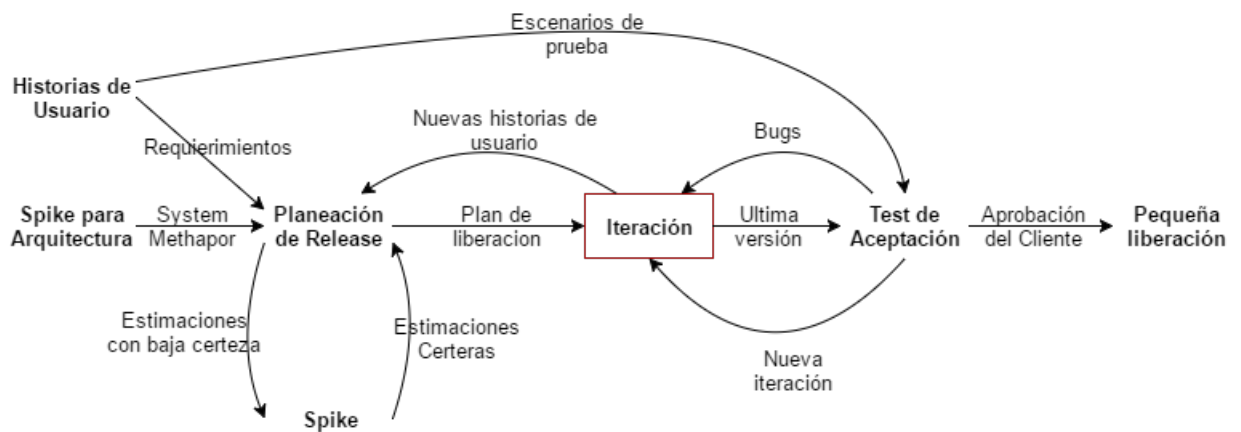 Escenarios de
prueba
Historias de
Usuario
Nuevas historias de
usuario
Bugs
Requierimientos
Spike para
Arquitectura
System
Methapor
Planeación
de Release
Plan de
liberacion
Iteración
Ultima
versión
Test de
Aceptación
Aprobación
del Cliente
Pequeña
liberación
Estimaciones
con baja certeza
Estimaciones
Certeras
Nueva
iteración
Spike